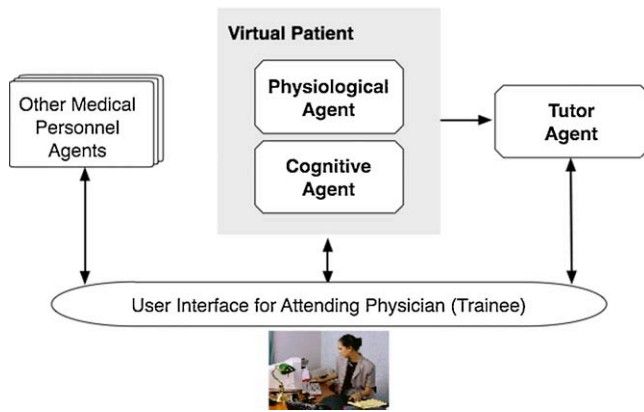 Virtual Patient
Other Medical
Personnel
Agents
Physiological
Agent
Cognitive
Agent
Tutor
Agent
User Interface for Attending Physician (Trainee)